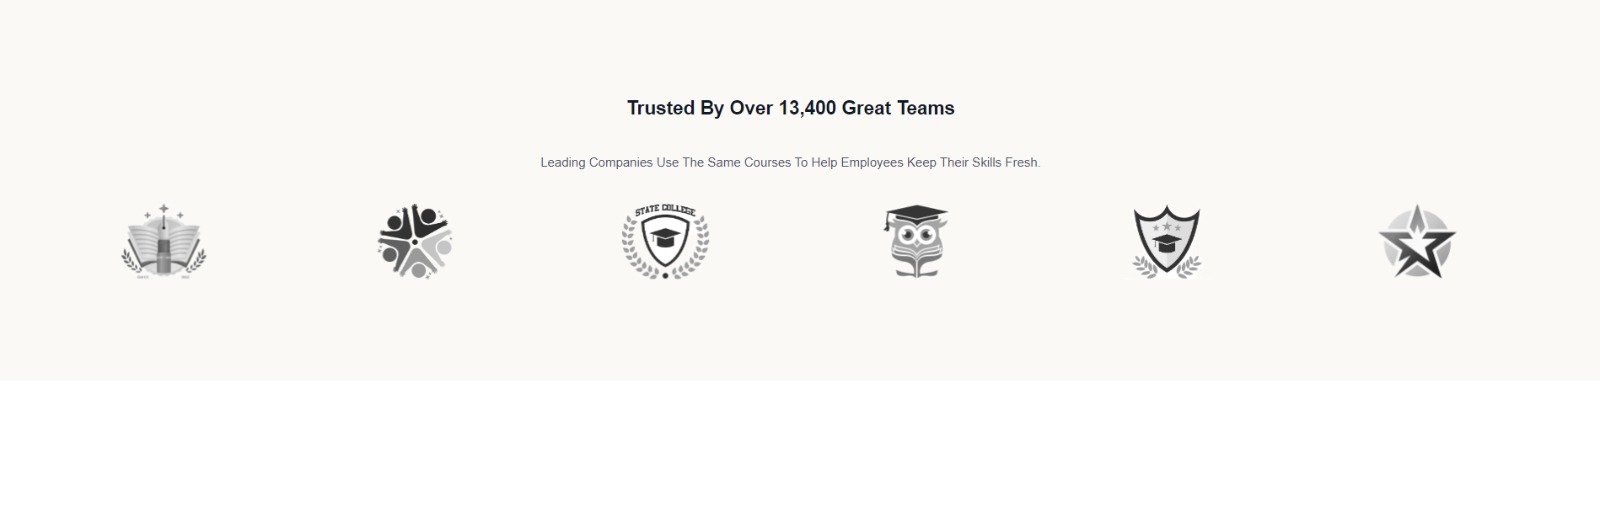 Trusted By Over 13,400 Great Teams
Leading Companies Use The Same Courses To Help Employees Keep Their Skills Fresh.
STATE COLLEGE